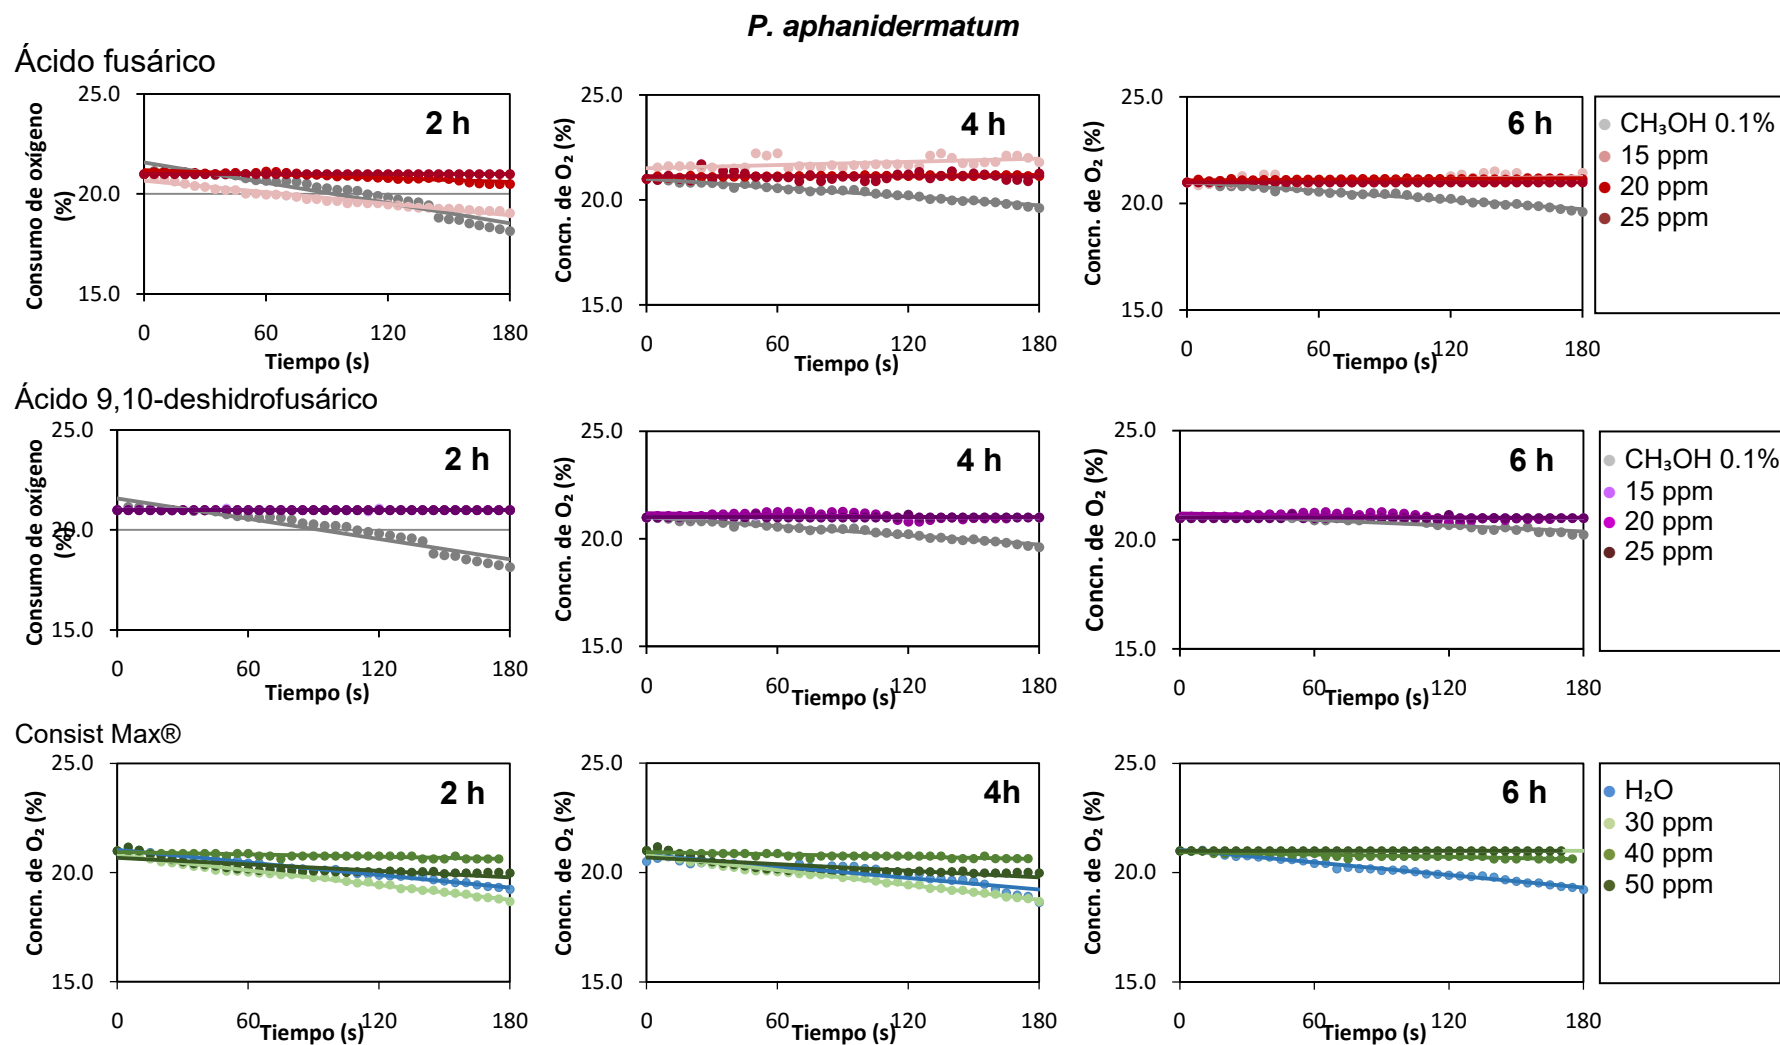 P. aphanidermatum
Ácido fusárico
Consumo de oxígeno
(%)
25.0
20.0
15.0
2 h
0
60
120
180
Tiempo (s)
Concn. de O₂ (%)
25.0
20.0
15.0
4 h
0
60
120
180
Tiempo (s)
Concn. de O₂ (%)
25.0
20.0
15.0
6 h
0
60
120
180
Tiempo (s)
CH₃OH 0.1%
15 ppm
20 ppm
25 ppm
Ácido 9,10-deshidrofusárico
Consumo de oxígeno
(%)
25.0
20.0
15.0
2 h
0
60
120
180
Tiempo (s)
Concn. de O₂ (%)
25.0
20.0
15.0
4 h
0
60
120
180
Tiempo (s)
Concn. de O₂ (%)
25.0
20.0
15.0
6 h
0
60
120
180
Tiempo (s)
CH₃OH 0.1%
15 ppm
20 ppm
25 ppm
Consist Max®
Concn. de O₂ (%)
25.0
20.0
15.0
2 h
0
60
120
180
Tiempo (s)
Concn. de O₂ (%)
25.0
20.0
15.0
4h
0
60
120
180
Tiempo (s)
Concn. de O₂ (%)
25.0
20.0
15.0
6 h
0
60
120
180
Tiempo (s)
H₂O
30 ppm
40 ppm
50 ppm